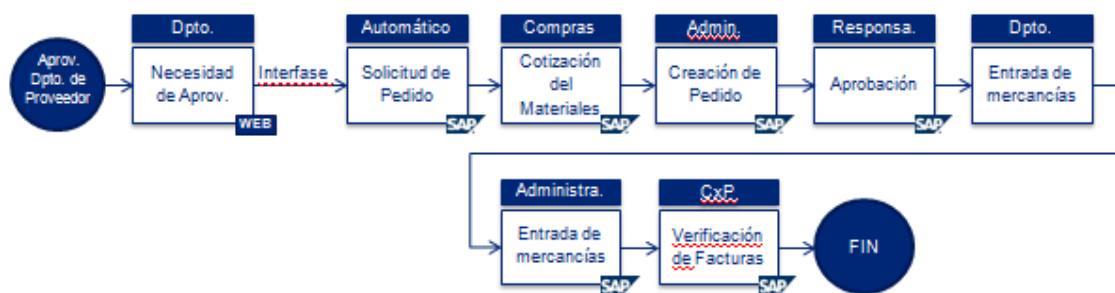 Aprov.
Dpto. de
Proveedor
Dpto.
Necesidad
de Aprov.
WEB
Interfase
Automático
Solicitud de
Pedido
SAP
Compras
Cotización
del
Materiales
SAP
Admin.
Creación de
Pedido
SAP
Responsa.
Aprobación
SAP
Dpto.
Entrada de
mercancías
Administra.
Entrada de
mercancías
SAP
CxP.
Verificación
de Facturas
SAP
FIN